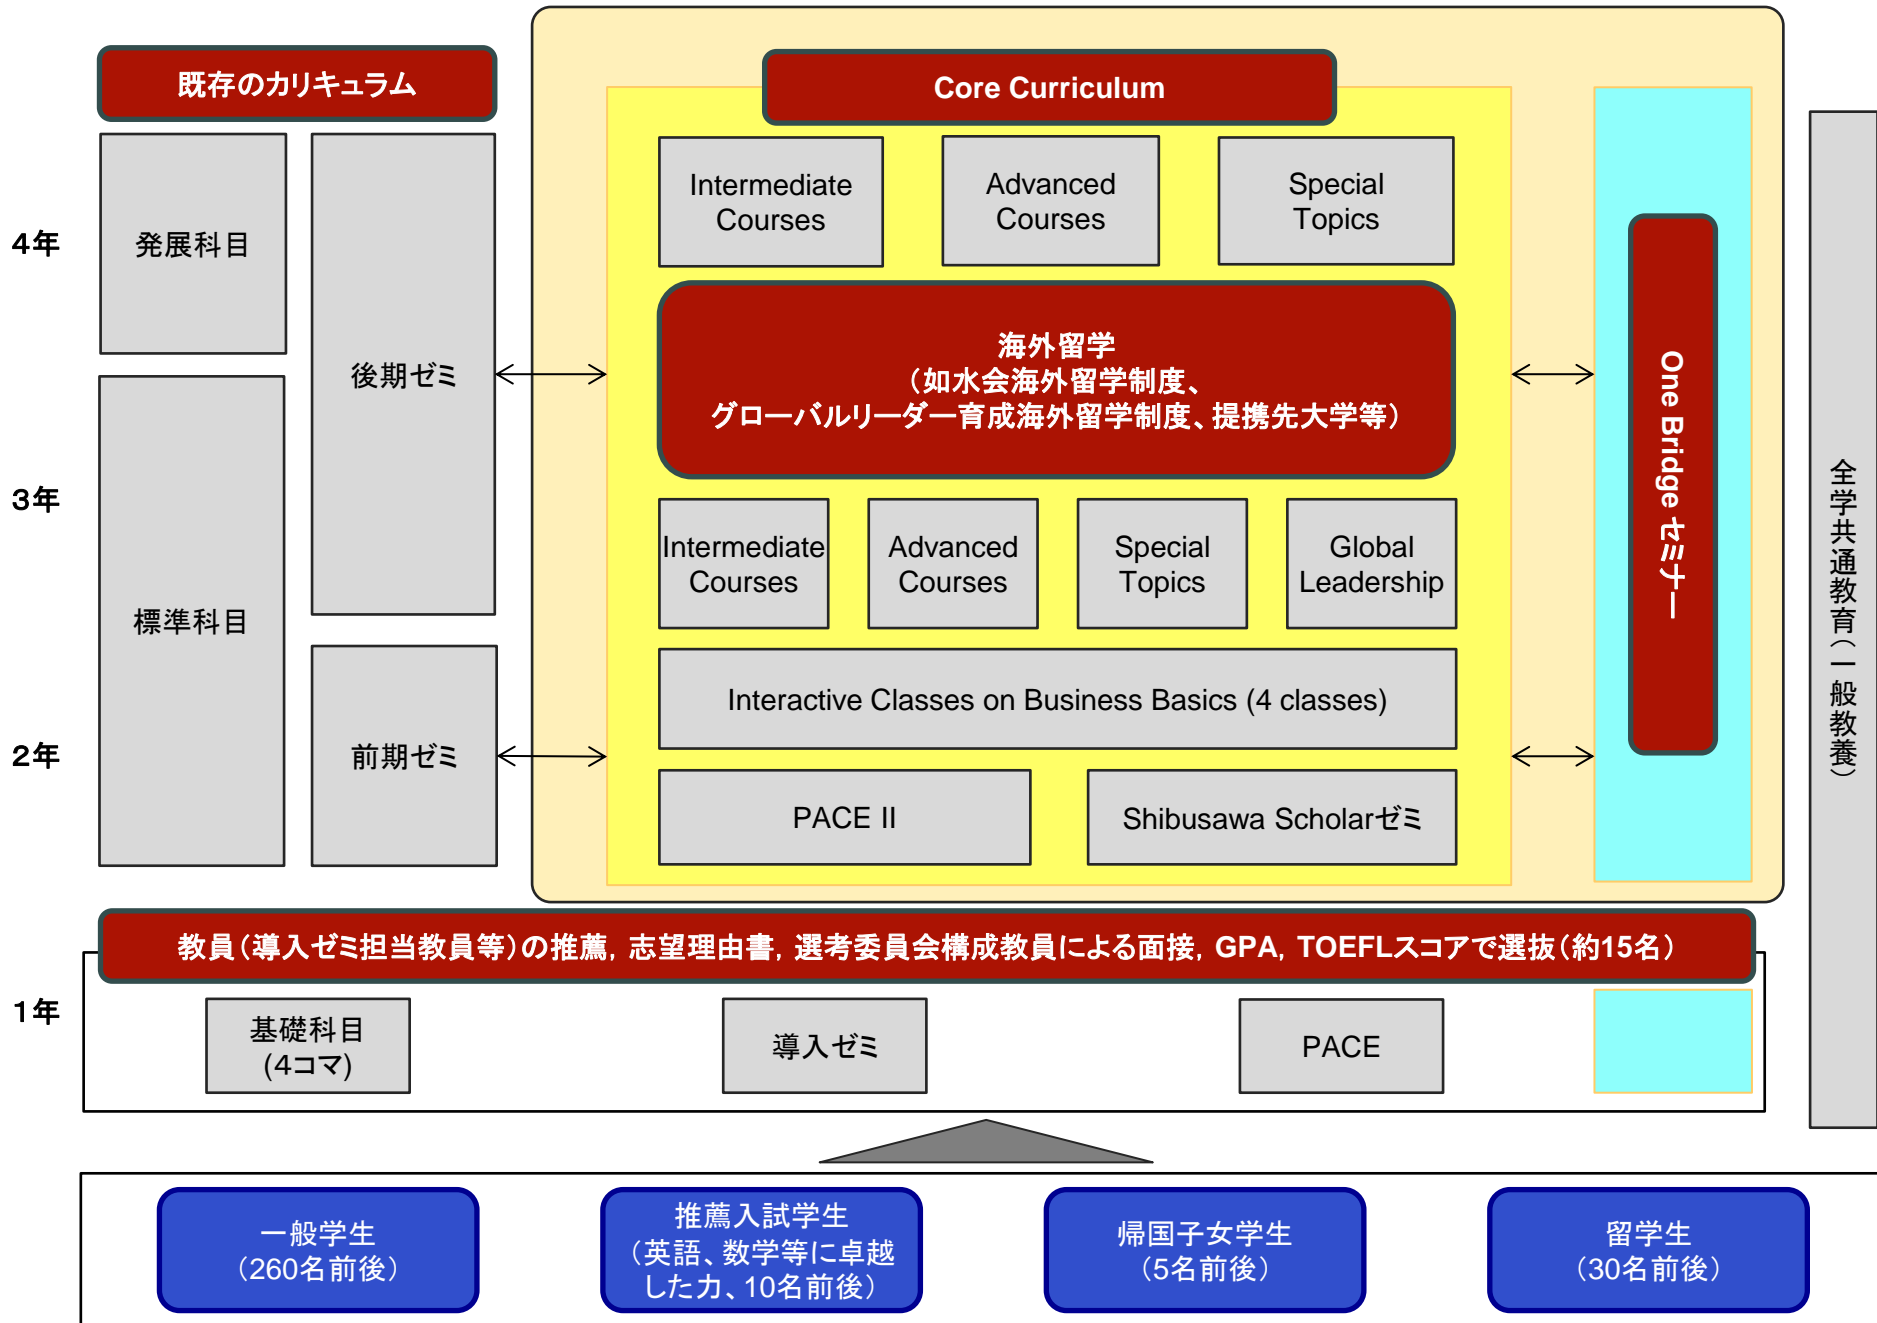 既存のカリキュラム
Core Curriculum
4年
発展科目
後期ゼミ
Intermediate
Courses
Advanced
Courses
Special
Topics
海外留学
（如水会海外留学制度、
グローバルリーダー育成海外留学制度、提携先大学等）
One Bridge セミナー
全学共通教育（一般教養）
3年
標準科目
Intermediate
Courses
Advanced
Courses
Special
Topics
Global
Leadership
Interactive Classes on Business Basics (4 classes)
2年
前期ゼミ
PACE II
Shibusawa Scholarゼミ
教員（導入ゼミ担当教員等）の推薦, 志望理由書, 選考委員会構成教員による面接, GPA, TOEFLスコアで選抜（約15名）
1年
基礎科目
(4コマ)
導入ゼミ
PACE
一般学生
（260名前後）
推薦入試学生
（英語、数学等に卓越
した力、10名前後）
帰国子女学生
（5名前後）
留学生
（30名前後）